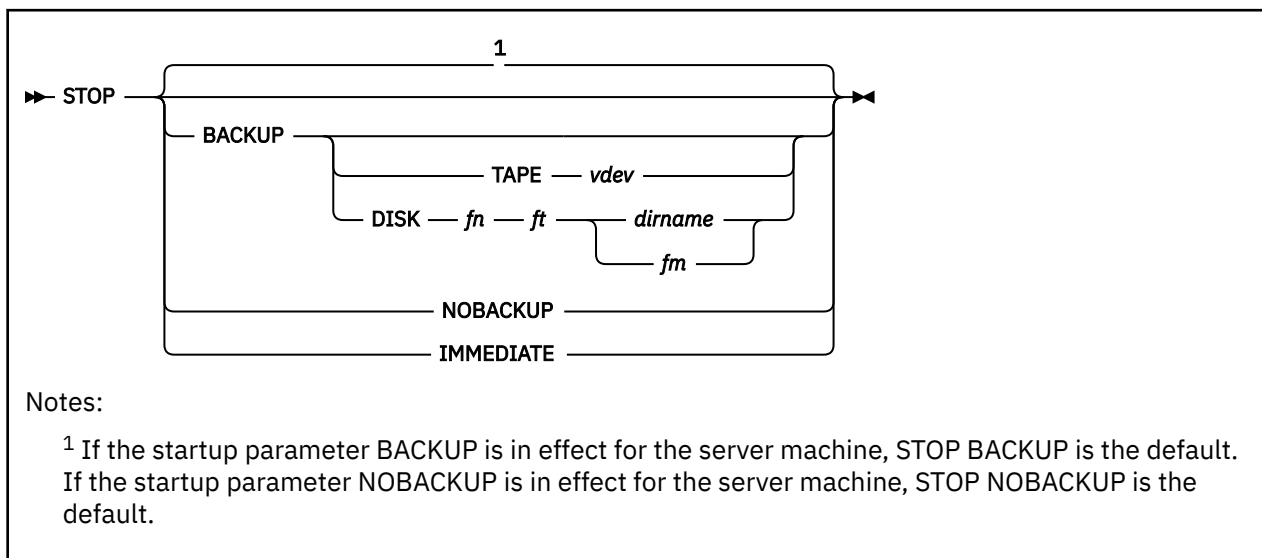 1
STOP
BACKUP
TAPE vdev
DISK fn ft dirname
fm
NOBACKUP
IMMEDIATE
Notes:
1 If the startup parameter BACKUP is in effect for the server machine, STOP BACKUP is the default.
If the startup parameter NOBACKUP is in effect for the server machine, STOP NOBACKUP is the
default.